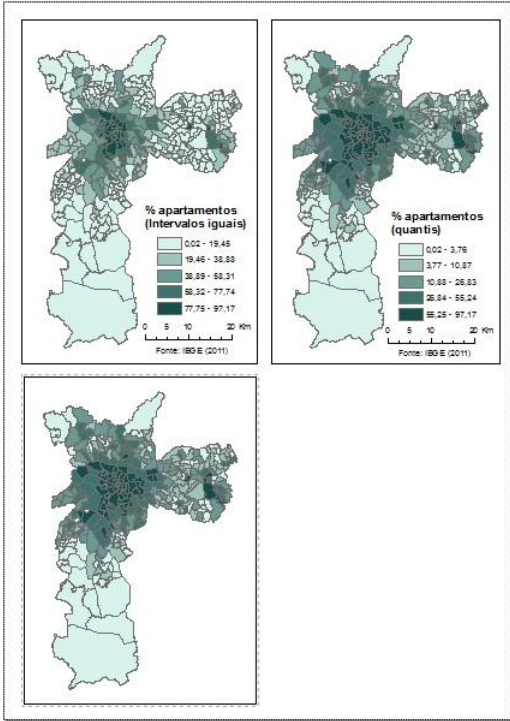 % apartamentos
(Intervalos iguais)
0,02 - 19,45
19,46 - 38,88
38,89 - 58,31
58,32 - 77,74
77,75 - 97,17
0 5 10 20 Km
Fonte: IBGE (2011)
% apartamentos
(quantis)
0,02 - 3,76
3,77 - 10,87
10,88 - 26,83
26,84 - 55,24
55,25 - 97,17
0 5 10 20 Km
Fonte: IBGE (2011)